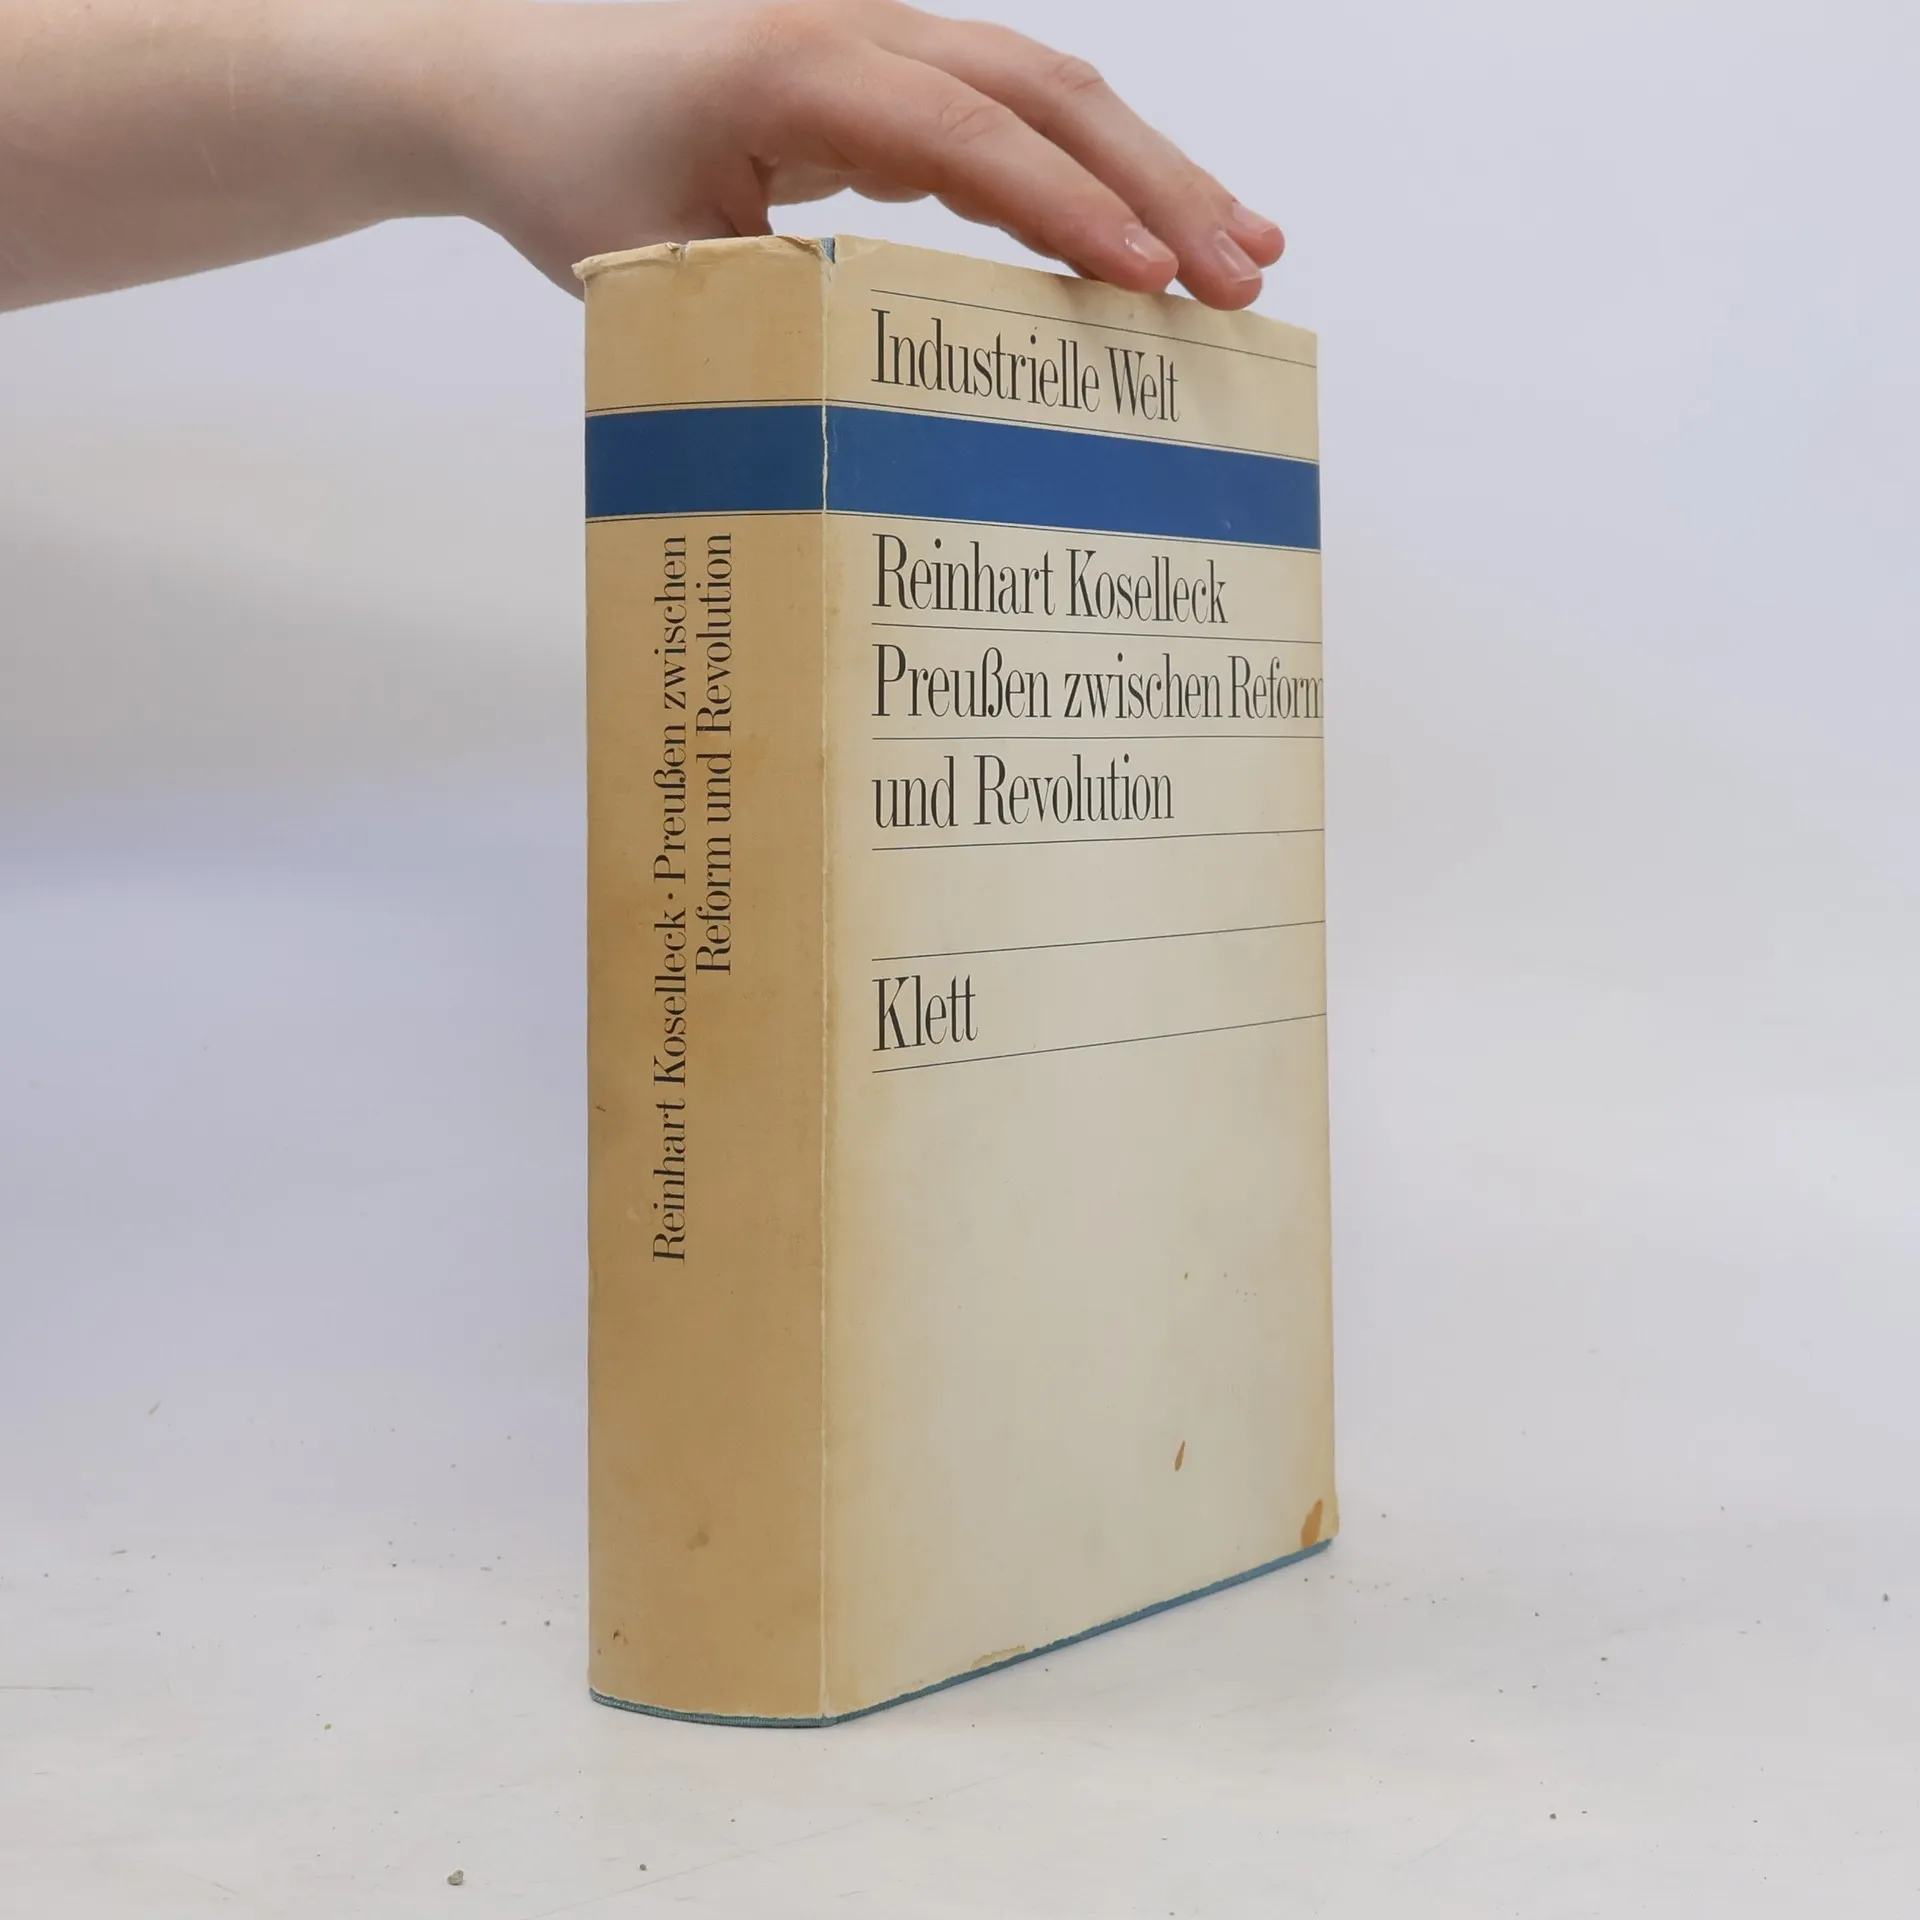 Industrielle Welt
Reinhart Koselleck
Preußen zwischen Reform
und Revolution
Klett
Reinhart Koselleck · Preußen zwischen
Reform und Revolution